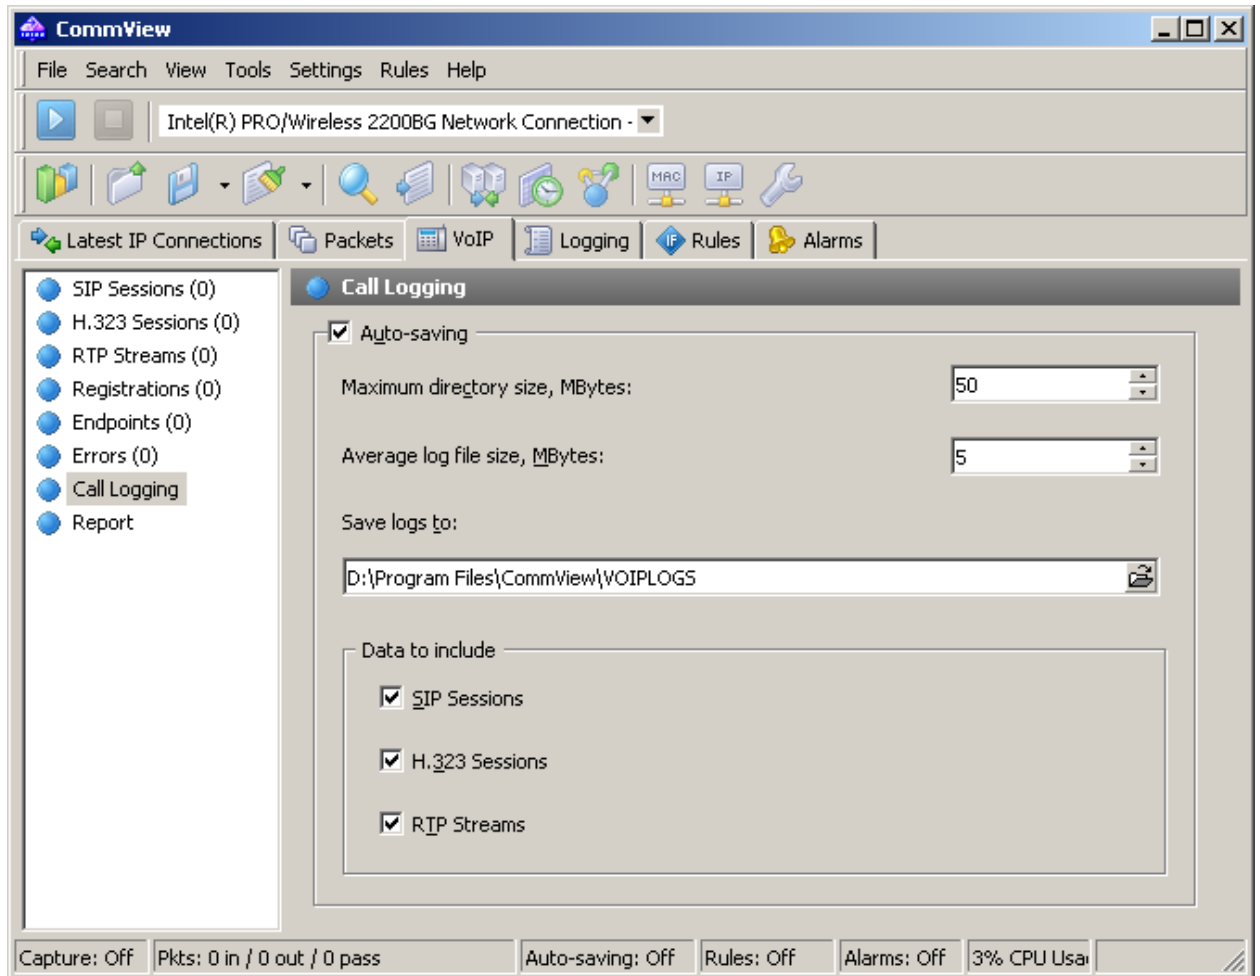 CommView
File Search View Tools Settings Rules Help
Intel(R) PRO/Wireless 2200BG Network Connection -
MAC IP
Latest IP Connections Packets VoIP Logging IF Rules Alarms
SIP Sessions (0)
H.323 Sessions (0)
RTP Streams (0)
Registrations (0)
Endpoints (0)
Errors (0)
Call Logging
Report
Call Logging
Auto-saving
Maximum directory size, MBytes:
50
Average log file size, MBytes:
5
Save logs to:
D:\Program Files\CommView\VOIPLOGS
Data to include
SIP Sessions
H.323 Sessions
RTP Streams
Capture: Off Pkts: 0 in / 0 out / 0 pass Auto-saving: Off Rules: Off Alarms: Off 3% CPU Usa